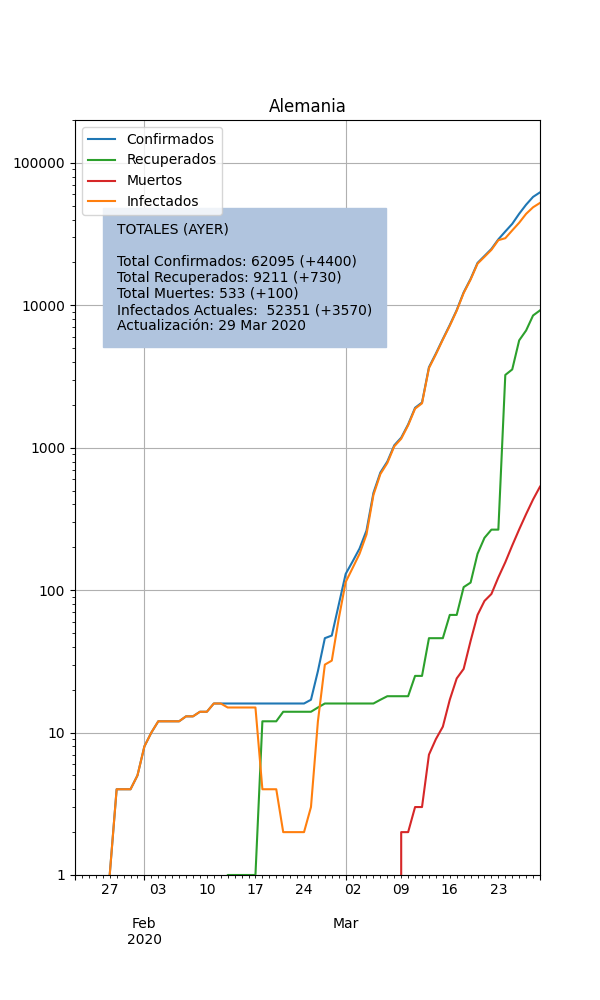 Alemania
Confirmados
Recuperados
Muertos
Infectados
TOTALES (AYER)
Total Confirmados: 62095 (+4400)
Total Recuperados: 9211 (+730)
Total Muertes: 533 (+100)
Infectados Actuales:  52351 (+3570)
Actualización: 29 Mar 2020
100000
10000
1000
100
10
1
27 03 10 17 24 02 09 16 23
Feb Mar
2020